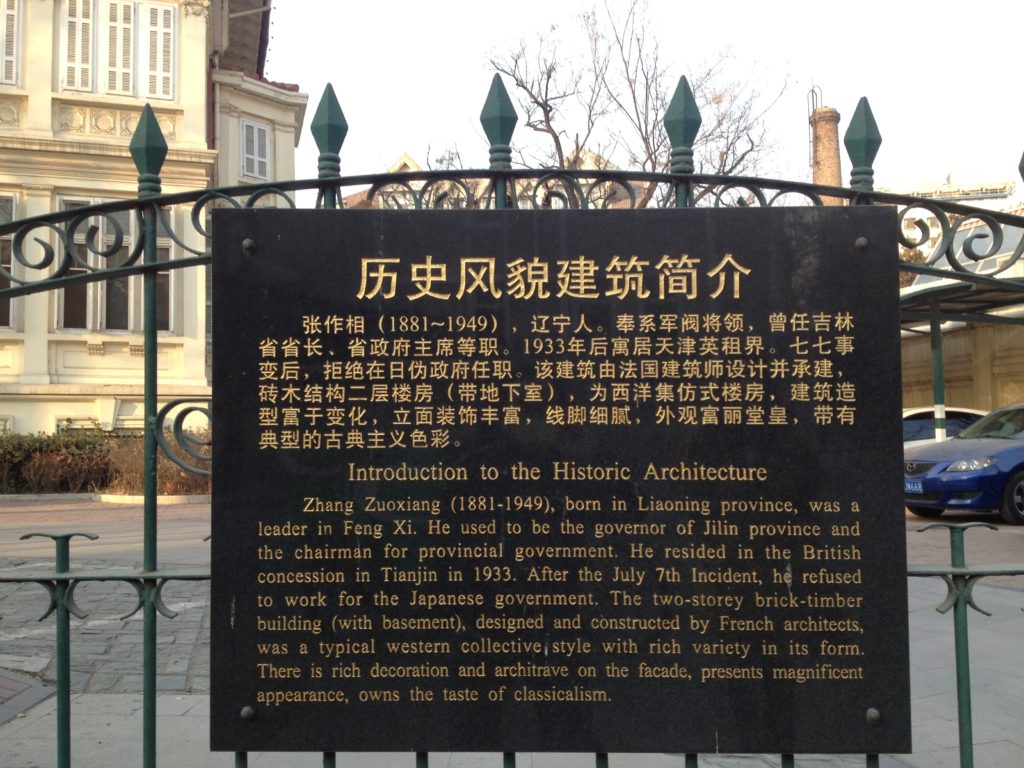 历史风貌建筑简介
张作相（1881~1949），辽宁人。奉系军阀将领，曾任吉林
省省长、省政府主席等职。1933年后寓居天津英租界。七七事
变后，拒绝在日伪政府任职。该建筑由法国建筑师设计并承建，
砖木结构二层楼房（带地下室），为西洋集仿式楼房，建筑造
型富于变化，立面装饰丰富，线脚细腻，外观富丽堂皇，带有
典型的古典主义色彩。
Introduction to the Historic Architecture
Zhang Zuoxiang (1881-1949), born in Liaoning province, was a
leader in Feng Xi. He used to be the governor of Jilin province and
the chairman for provincial government. He resided in the British
concession in Tianjin in 1933. After the July 7th Incident, he refused
to work for the Japanese government. The two-storey brick-timber
building (with basement), designed and constructed by French architects,
was a typical western collective style with rich variety in its form.
There is rich decoration and architrave on the facade, presents magnificent
appearance, owns the taste of classicalism.